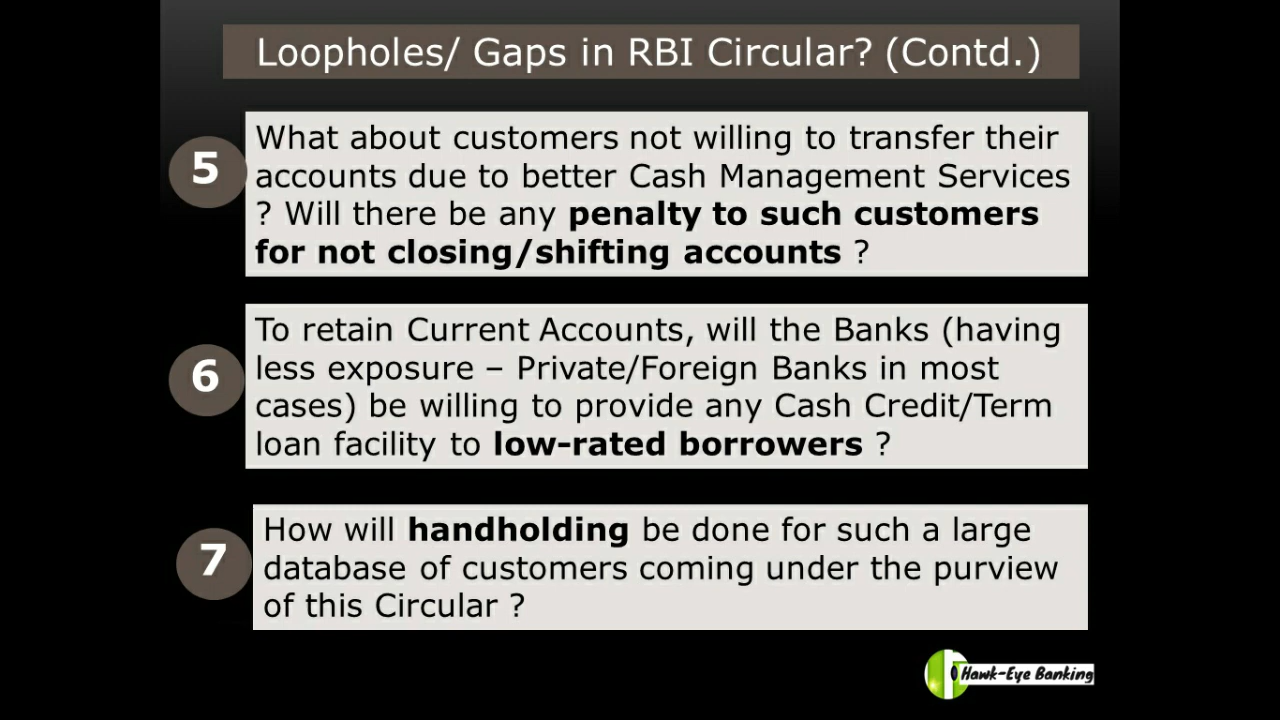 Loopholes/ Gaps in RBI Circular? (Contd.)
5
What about customers not willing to transfer their
accounts due to better Cash Management Services
? Will there be any penalty to such customers
for not closing/shifting accounts ?
6
To retain Current Accounts, will the Banks (having
less exposure – Private/Foreign Banks in most
cases) be willing to provide any Cash Credit/Term
loan facility to low-rated borrowers ?
7
How will handholding be done for such a large
database of customers coming under the purview
of this Circular ?
Hawk-Eye Banking